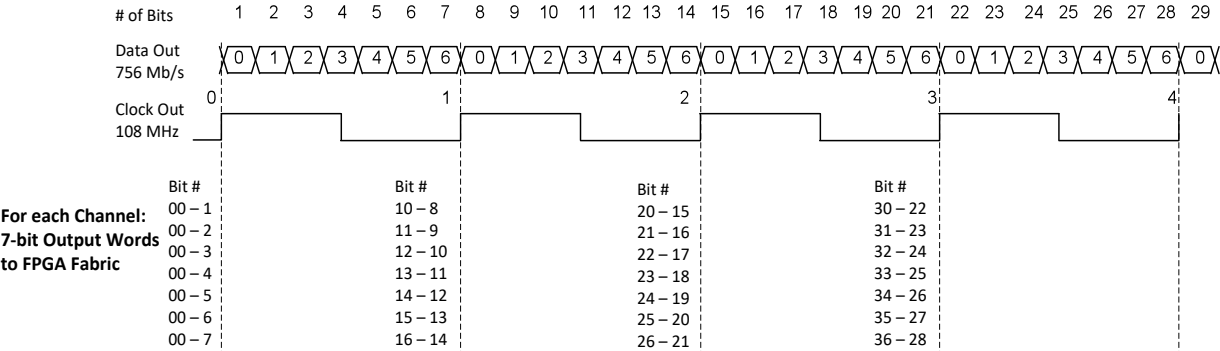 # of Bits 1 2 3 4 5 6 7 8 9 10 11 12 13 14 15 16 17 18 19 20 21 22 23 24 25 26 27 28 29
Data Out 0 1 2 3 4 5 6 0 1 2 3 4 5 6 0 1 2 3 4 5 6 0 1 2 3 4 5 6 0
756 Mb/s
0 1 2 3 4
Clock Out
108 MHz
For each Channel:
7-bit Output Words
to FPGA Fabric
Bit # Bit # Bit # Bit #
00 – 1 10 – 8 20 – 15 30 – 22
00 – 2 11 – 9 21 – 16 31 – 23
00 – 3 12 – 10 22 – 17 32 – 24
00 – 4 13 – 11 23 – 18 33 – 25
00 – 5 14 – 12 24 – 19 34 – 26
00 – 6 15 – 13 25 – 20 35 – 27
00 – 7 16 – 14 26 – 21 36 – 28